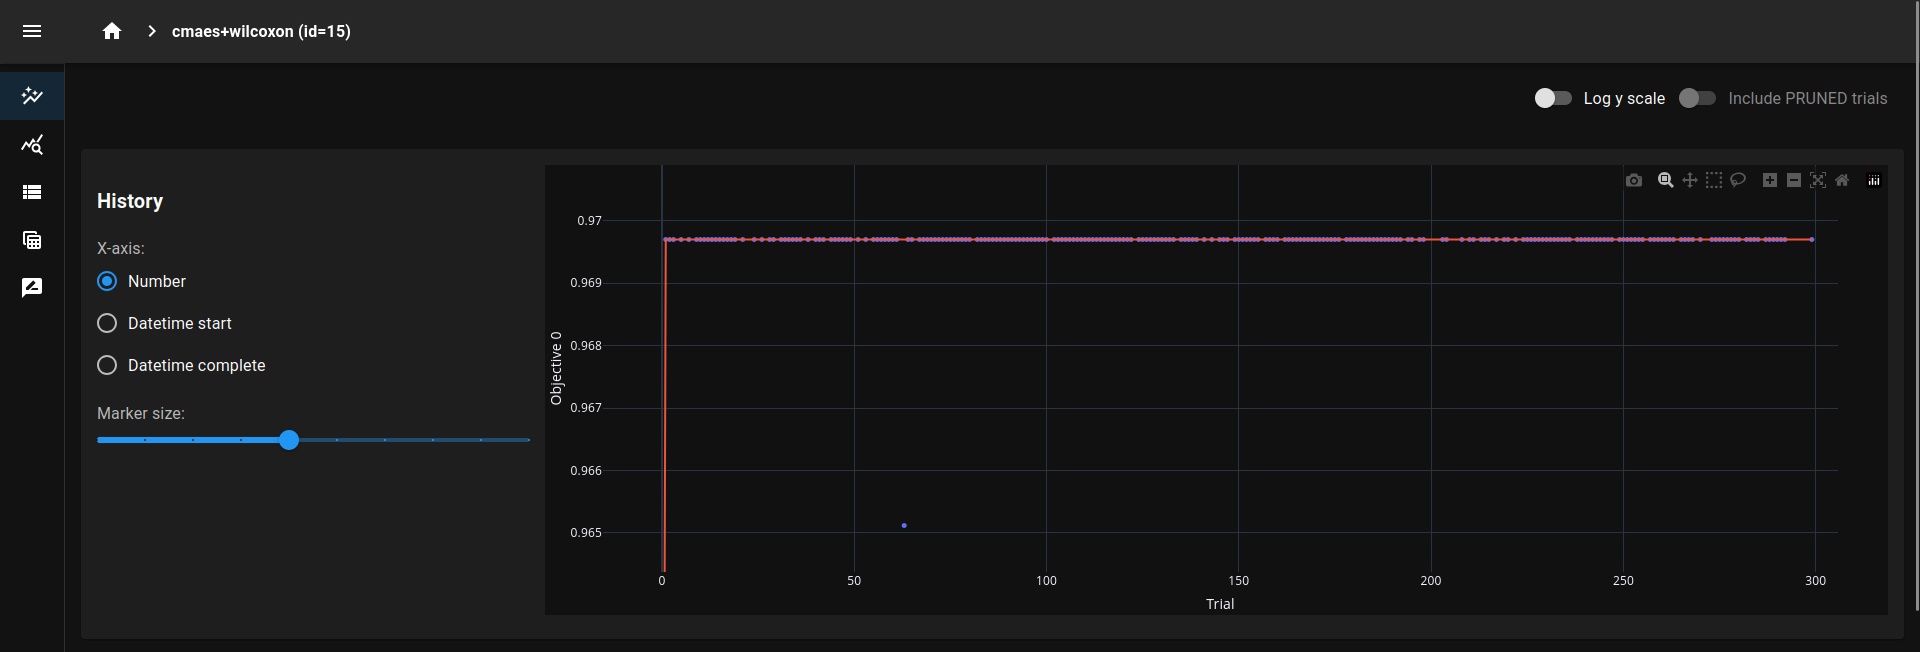 cmaes+wilcoxon (id=15)
Log y scale
Include PRUNED trials
History
X-axis:
Number
Datetime start
Datetime complete
Marker size:
0.97
0.969
0.968
0.967
0.966
0.965
Objective 0
0 50 100 150 200 250 300
Trial